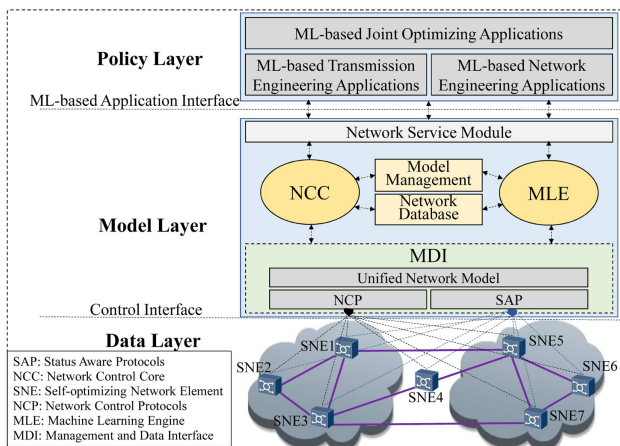 ML-based Joint Optimizing Applications
Policy Layer
ML-based Transmission
Engineering Applications
ML-based Network
Engineering Applications
ML-based Application Interface
Network Service Module
NCC
Model
Management
Network
Database
MLE
Model Layer
MDI
Unified Network Model
NCP
SAP
Control Interface
Data Layer
SNE1
SNE5
SNE2
SNE6
SNE4
SNE3
SNE7
SAP: Status Aware Protocols
NCC: Network Control Core
SNE: Self-optimizing Network Element
NCP: Network Control Protocols
MLE: Machine Learning Engine
MDI: Management and Data Interface